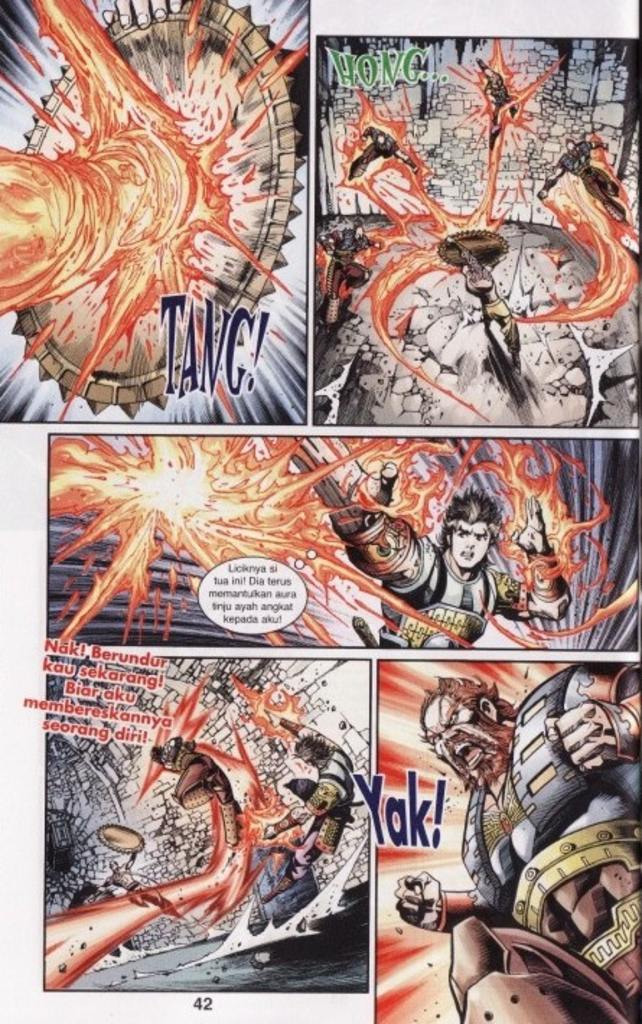 TANG!
HONG...
Liciknya si
tua ini! Dia terus
memantulkan aura
tinju ayah angkat
kepada aku!
Nak! Berundur
kau sekarang!
Biar aku
membereskannya
seorang diri!
Yak!
42